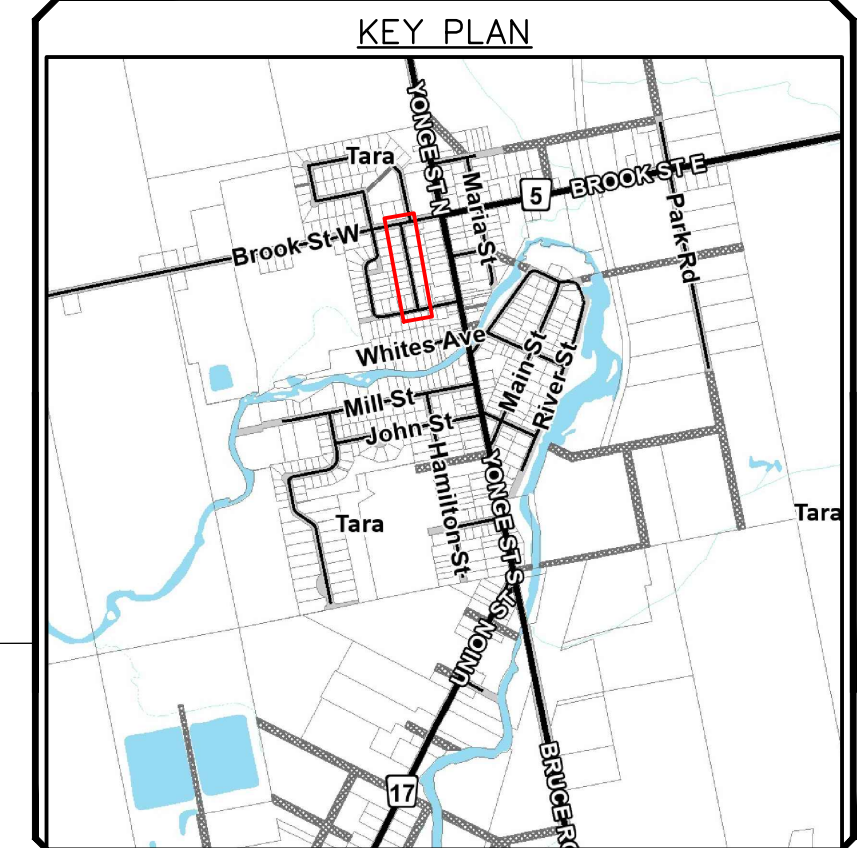 KEY PLAN
YONGE ST N
Tara
Maria-St
5
BROOK ST E
Park-Rd
Brook-St-W
Whites-Ave
Main-St
River-St
Mill-St
John-St
Hamilton-St
YONGE ST S
Tara
Tara
UNION ST
BRUCE RO
17